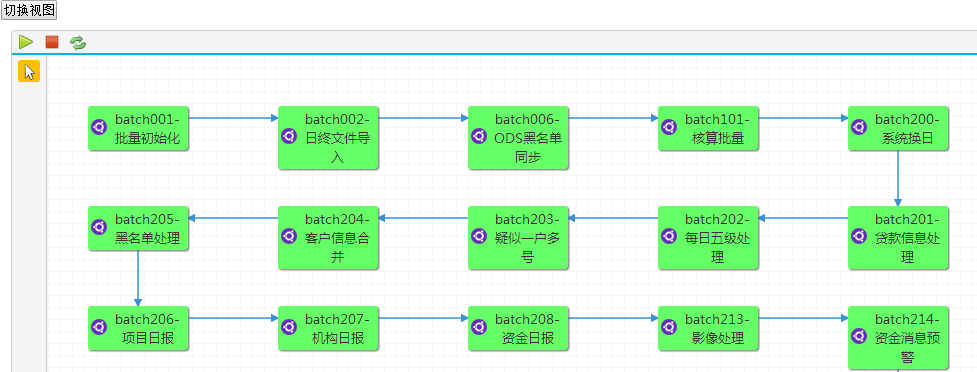 切换视图
batch001-
批量初始化
batch002-
日终文件导
入
batch006-
ODS黑名单
同步
batch101-
核算批量
batch200-
系统换日
batch205-
黑名单处理
batch204-
客户信息合
并
batch203-
疑似一户多
号
batch202-
每日五级处
理
batch201-
贷款信息处
理
batch206-
项目日报
batch207-
机构日报
batch208-
资金日报
batch213-
影像处理
batch214-
资金消息预
警